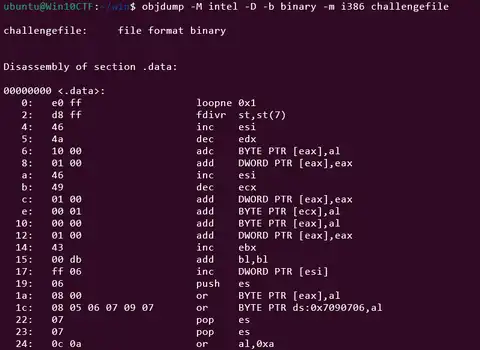 ubuntu@Win10CTF:~/win$ objdump -M intel -D -b binary -m i386 challengefile
challengefile:     file format binary
Disassembly of section .data:
00000000 <.data>:
0: e0 ff loopne 0x1
2: d8 ff fdivr st,st(7)
4: 46 inc esi
5: 4a dec edx
6: 10 00 adc BYTE PTR [eax],al
8: 01 00 add DWORD PTR [eax],eax
a: 46 inc esi
b: 49 dec ecx
c: 01 00 add DWORD PTR [eax],eax
e: 00 01 add BYTE PTR [ecx],al
10: 00 00 add BYTE PTR [eax],al
12: 01 00 add DWORD PTR [eax],eax
14: 43 inc ebx
15: 00 db add bl,bl
17: ff 06 inc DWORD PTR [esi]
19: 06 push es
1a: 08 00 or BYTE PTR [eax],al
1c: 08 05 06 07 09 07 or BYTE PTR ds:0x7090706,al
22: 07 pop es
23: 07 pop es
24: 0c 0a or al,0xa